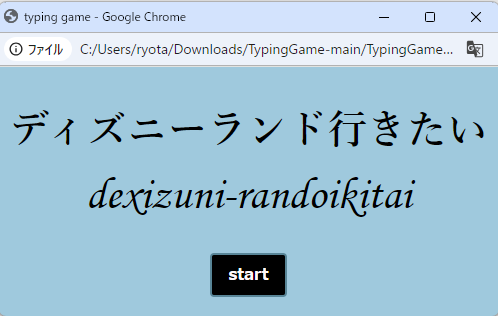 typing game - Google Chrome
ファイル C:/Users/ryota/Downloads/TypingGame-main/TypingGame...
ディズニーランド行きたい
dexizuni-randoikitai
start